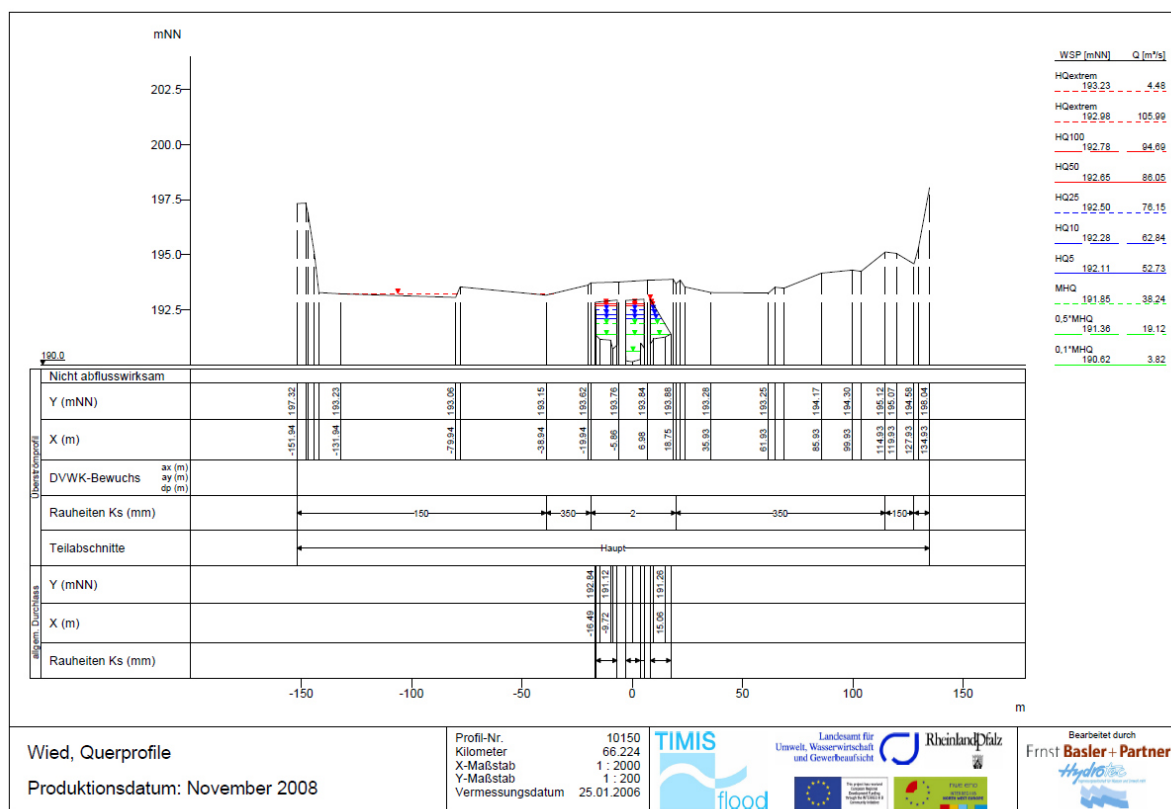 mNN
202.5
200.0
197.5
195.0
192.5
190.0
WSP [mNN] Q [m³/s]
HQextrem
193.23 4.48
HQextrem
192.98 105.99
HQ100
192.78 94.69
HQ50
192.65 86.05
HQ25
192.50 76.15
HQ10
192.28 62.84
HQ5
192.11 52.73
MHQ
191.85 38.24
0,5*MHQ
191.36 19.12
0,1*MHQ
190.62 3.82
Überströmprofil
Nicht abflusswirksam
Y (mNN) 197.32 193.23 193.06 193.15 193.62 193.76 193.84 193.88 193.28 193.25 194.17 194.30 195.12 195.07 194.58 198.04
X (m) -151.94 -131.94 -79.94 -38.94 -19.94 -5.86 6.98 18.75 35.93 61.93 85.93 99.93 114.93 119.93 127.93 134.93
DVWK-Bewuchs
ax (m)
ay (m)
dp (m)
Rauheiten Ks (mm) 150 350 2 350 150
Teilabschnitte Haupt
allgem. Durchlass
Y (mNN) 192.84 191.12 191.26
X (m) -16.49 -9.72 15.06
Rauheiten Ks (mm)
-150 -100 -50 0 50 100 150
m
Wied, Querprofile
Produktionsdatum: November 2008
Profil-Nr. 10150
Kilometer 66.224
X-Maßstab 1 : 2000
Y-Maßstab 1 : 200
Vermessungsdatum 25.01.2006
TIMIS
flood
Landesamt für
Umwelt, Wasserwirtschaft
und Gewerbeaufsicht
RheinlandPfalz
Bearbeitet durch
Ernst Basler + Partner
Hydrotec